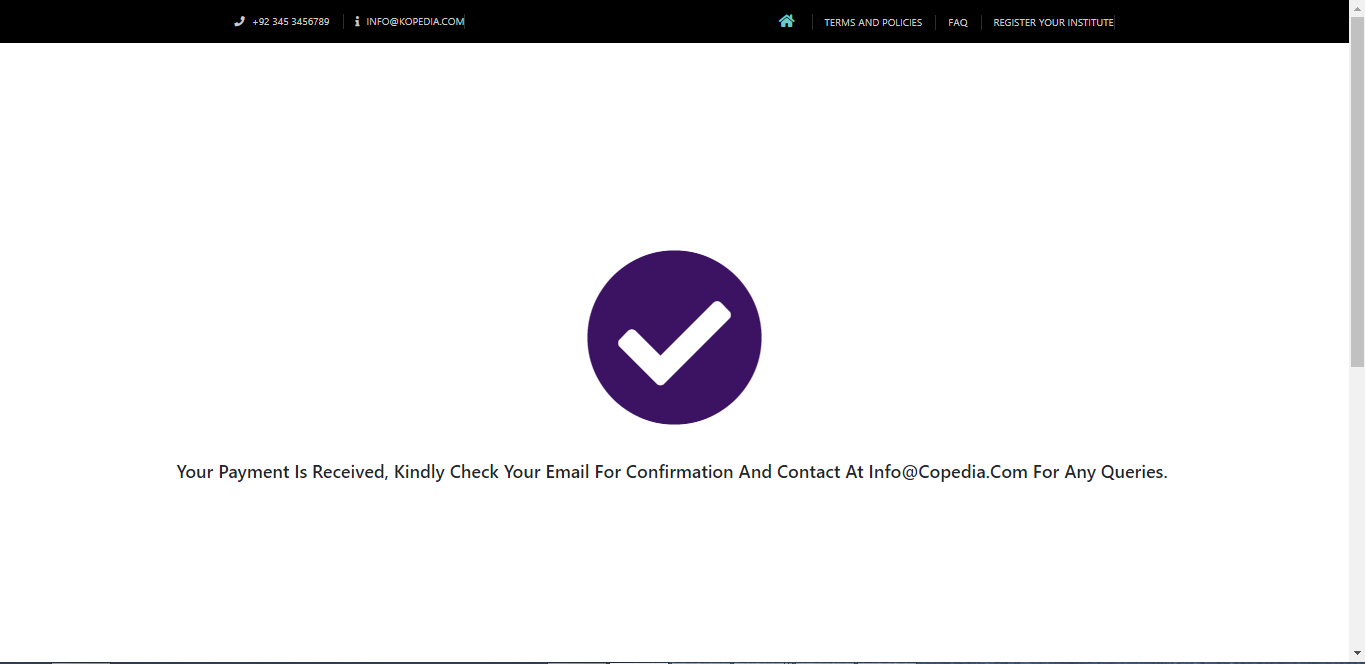 +92 345 3456789 INFO@KOPEDIA.COM TERMS AND POLICIES FAQ REGISTER YOUR INSTITUTE
Your Payment Is Received, Kindly Check Your Email For Confirmation And Contact At Info@Copedia.Com For Any Queries.